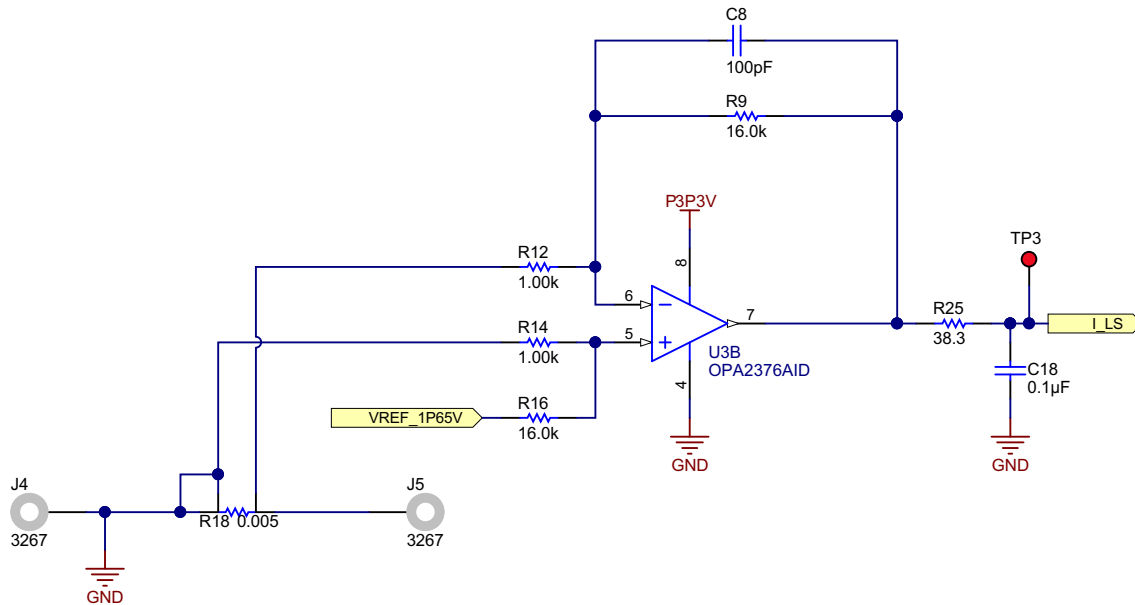 C8
100pF
R9
16.0k
P3P3V
TP3
R12
1.00k
8
6
R14
1.00k
5
7
R25
38.3
I_LS
U3B
OPA2376AID
4
C18
0.1µF
VREF_1P65V
R16
16.0k
GND
GND
J4
3267
R18 0.005
J5
3267
GND